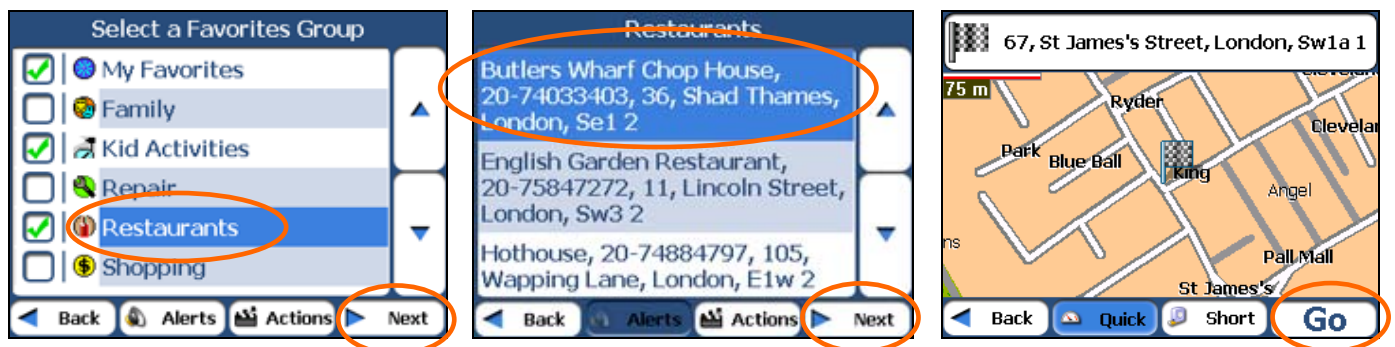 Select a Favorites Group
My Favorites
Family
Kid Activities
Repair
Restaurants
Shopping
Back Alerts Actions Next
Restaurants
Butlers Wharf Chop House,
20-74033403, 36, Shad Thames,
London, Se1 2
English Garden Restaurant,
20-75847272, 11, Lincoln Street,
London, Sw3 2
Hothouse, 20-74884797, 105,
Wapping Lane, London, E1w 2
Back Alerts Actions Next
67, St James's Street, London, Sw1a 1
75 m
Ryder
Clevelar
Park
Blue Ball
King
Angel
ns
Pall Mall
St James's
Back Quick Short Go